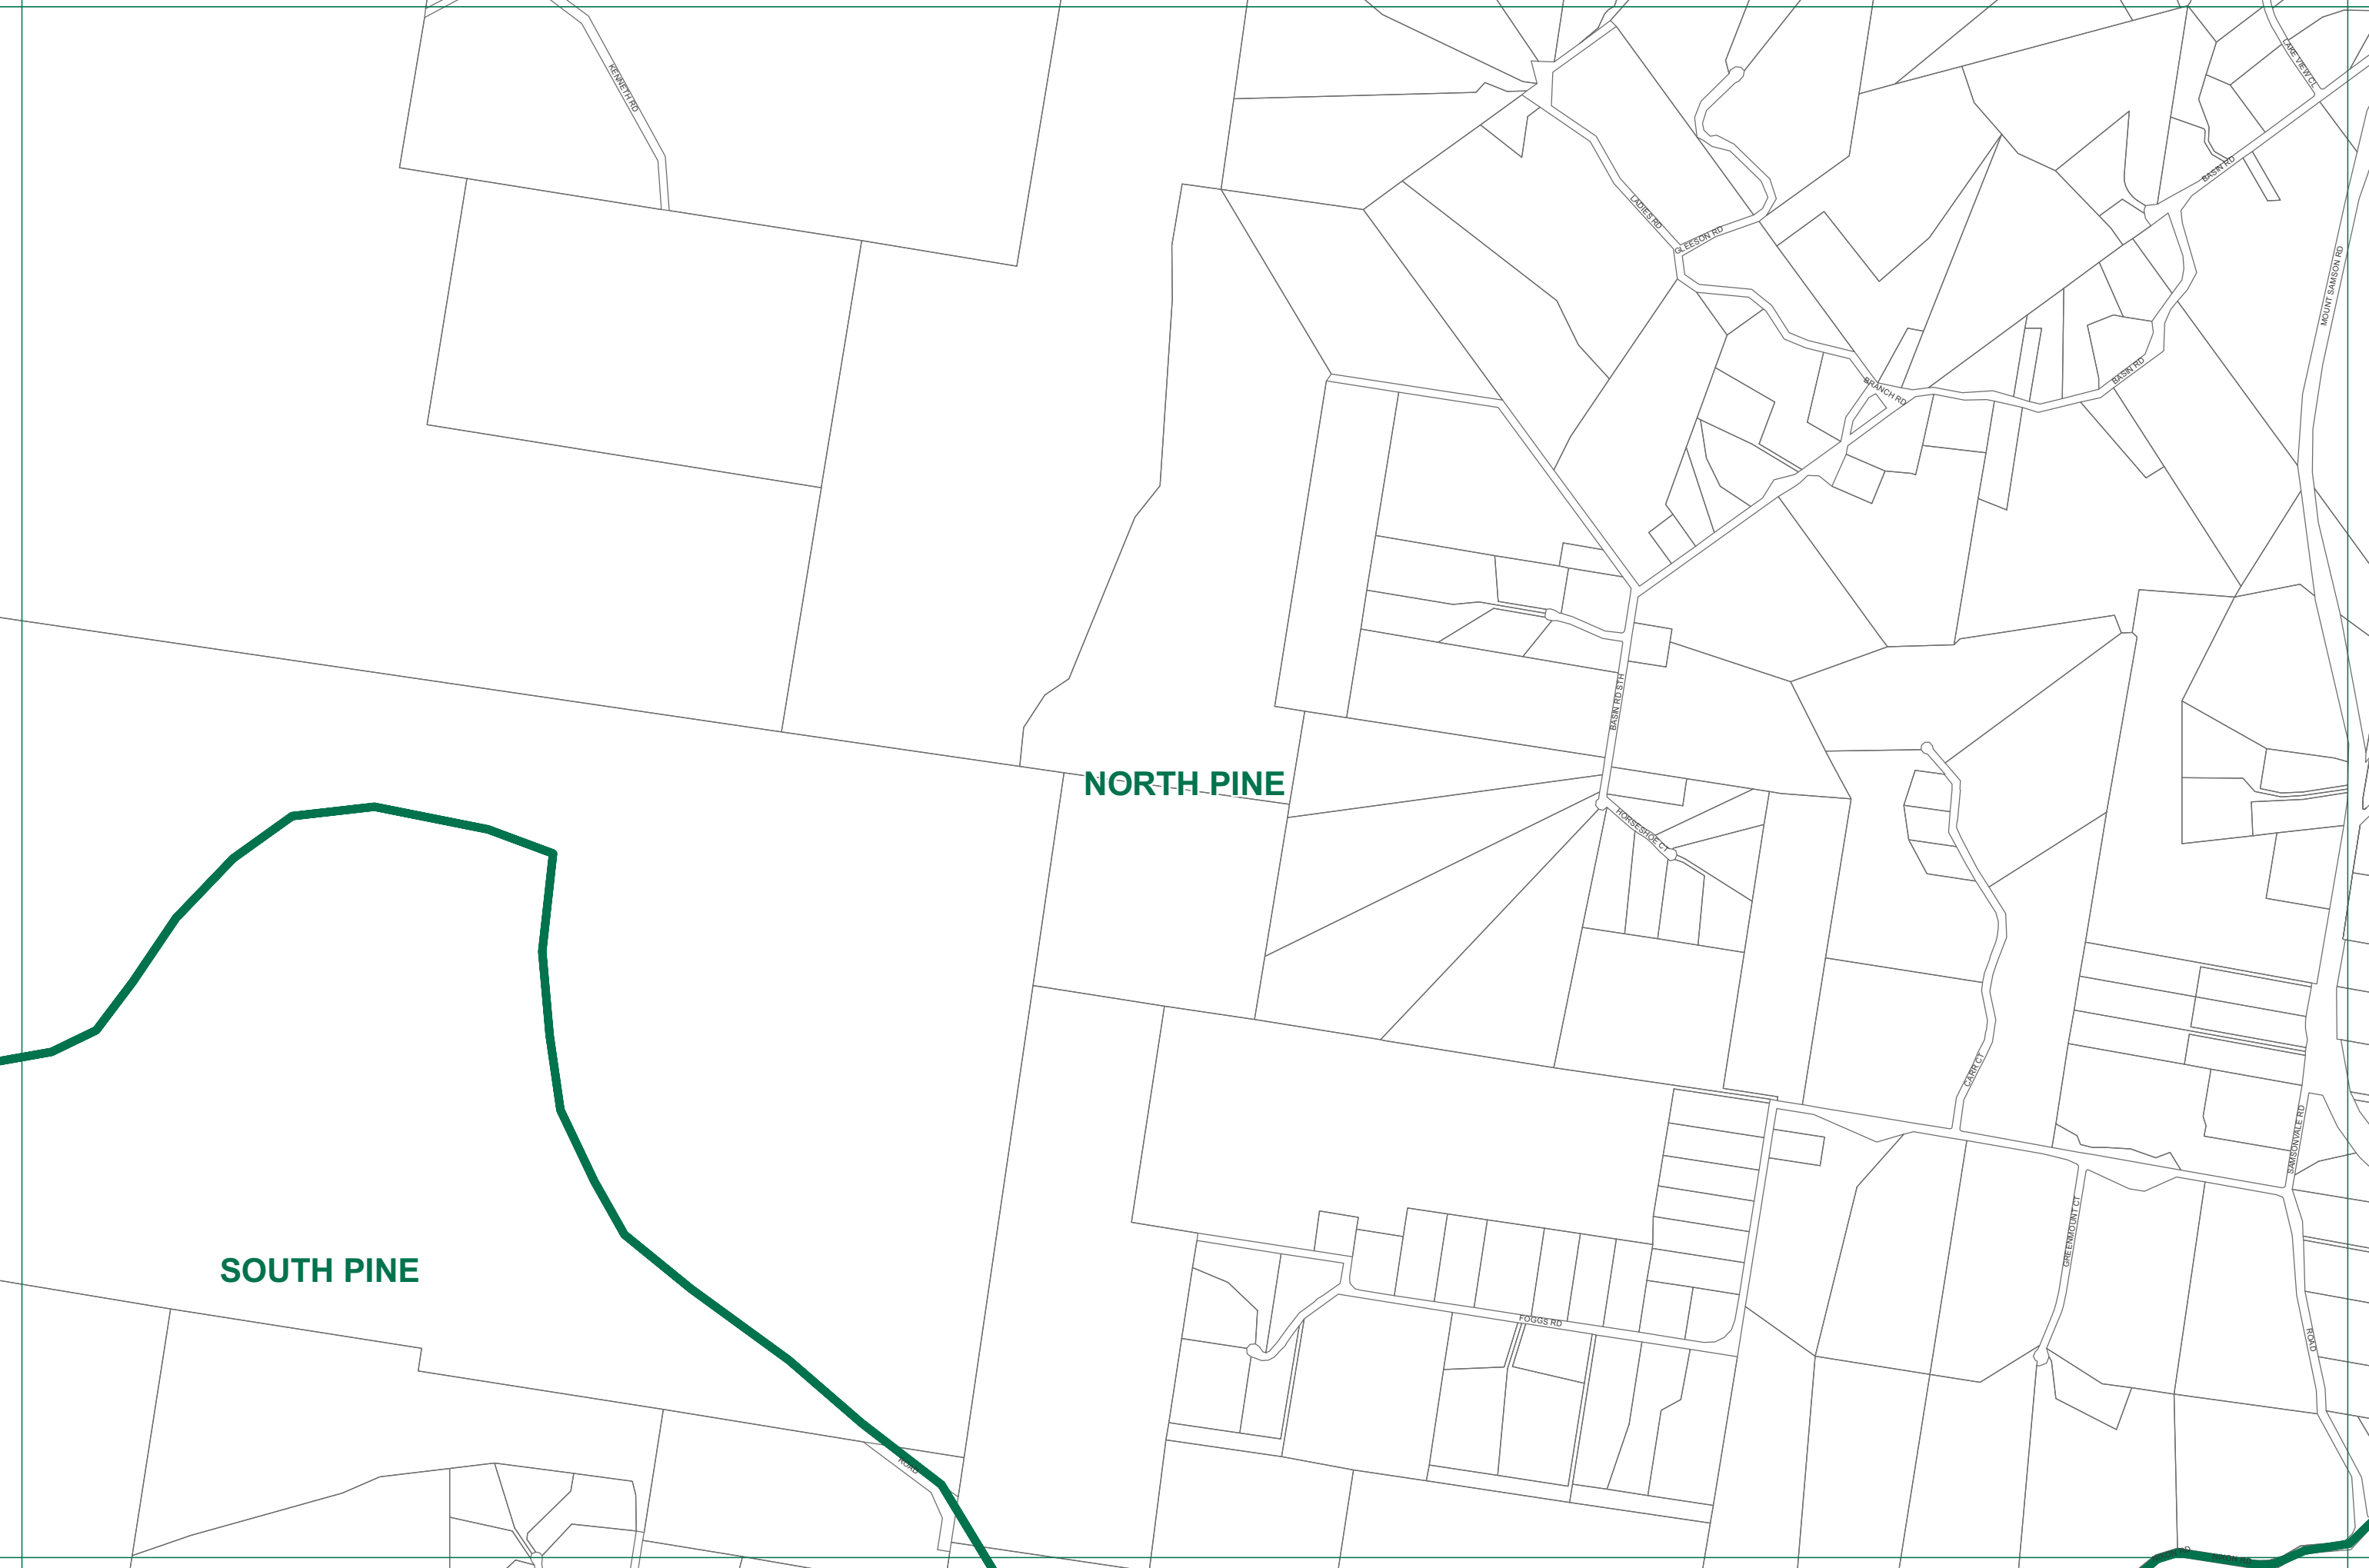 KENNETH RD
LAKE VIEW CL
BASIN RD
LADIES RD
GLEESON RD
MOUNT SAMSON RD
BASIN RD
BRANCH RD
BASIN RD STH
NORTH PINE
HORSESHOE CT
CARR CT
SAMSONVALE RD
GREENMOUNT CT
SOUTH PINE
FOGGS RD
ROAD
ROAD